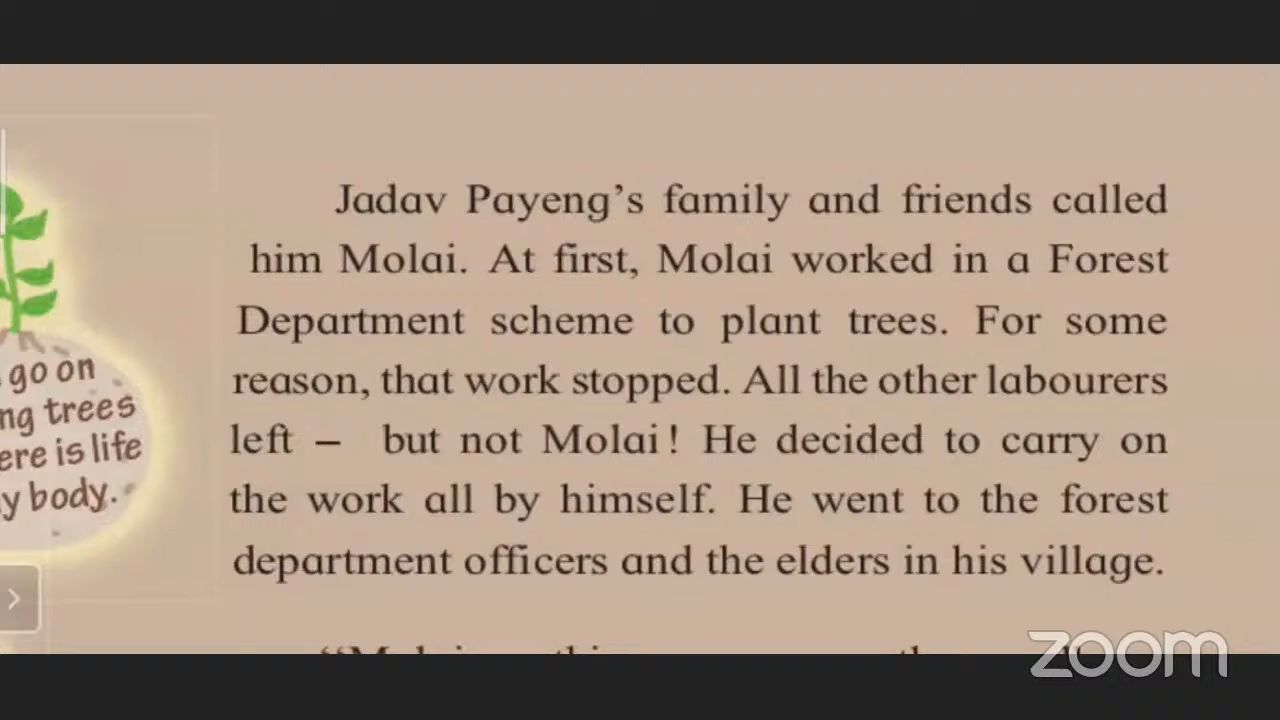 Jadav Payeng’s family and friends called
him Molai. At first, Molai worked in a Forest
Department scheme to plant trees. For some
reason, that work stopped. All the other labourers
left – but not Molai! He decided to carry on
the work all by himself. He went to the forest
department officers and the elders in his village.
go on
trees
is life
body.
zoom